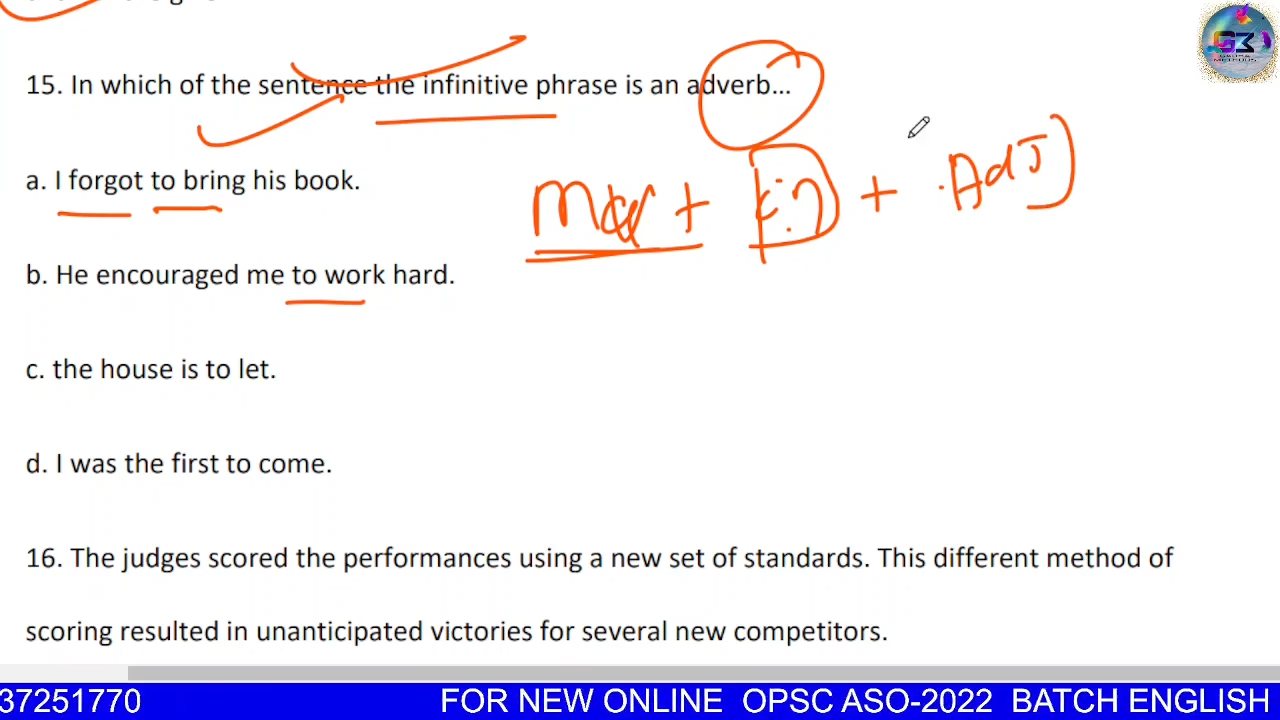 15. In which of the sentence the infinitive phrase is an adverb...
a. I forgot to bring his book.
+ + Adj
b. He encouraged me to work hard.
c. the house is to let.
d. I was the first to come.
16. The judges scored the performances using a new set of standards. This different method of
scoring resulted in unanticipated victories for several new competitors.
37251770 FOR NEW ONLINE OPSC ASO-2022 BATCH ENGLISH